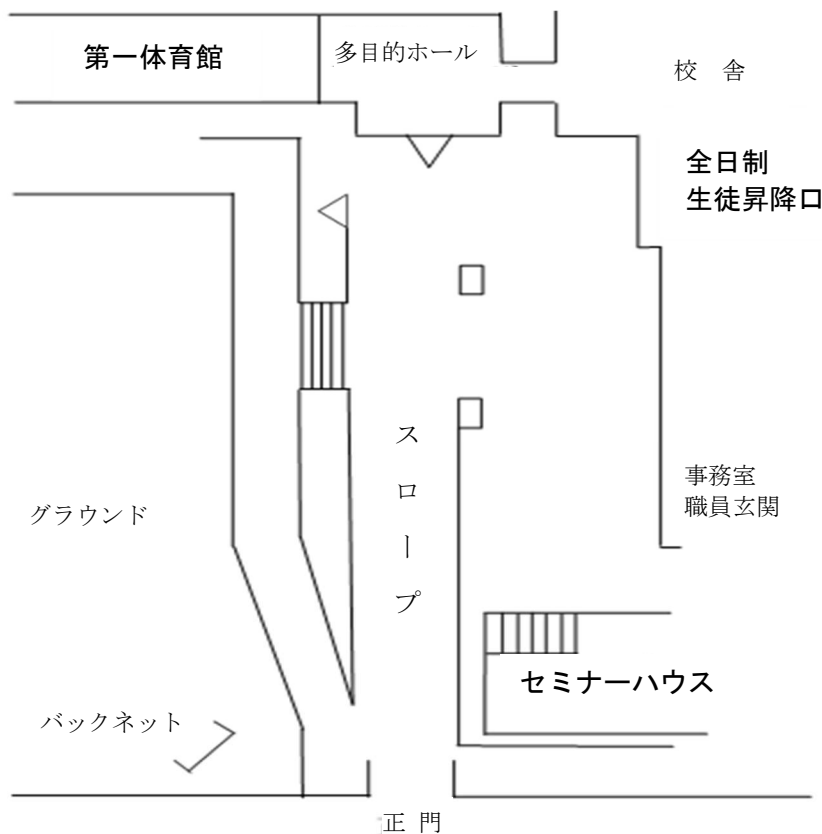 第一体育館
多目的ホール
校 舎
全日制
生徒昇降口
スロープ
グラウンド
事務室
職員玄関
セミナーハウス
バックネット
正 門